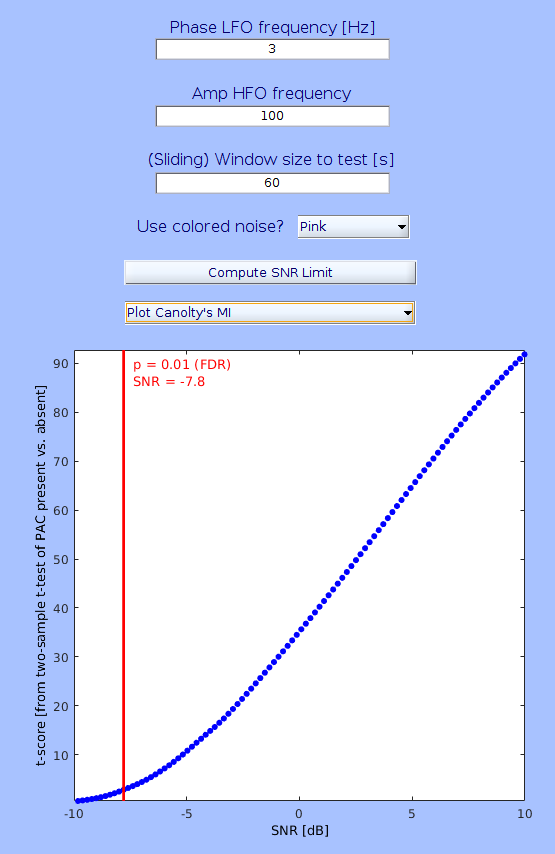 Phase LFO frequency [Hz]
3
Amp HFO frequency
100
(Sliding) Window size to test [s]
60
Use colored noise? Pink
Compute SNR Limit
Plot Canolty's MI
p = 0.01 (FDR)
SNR = -7.8
t-score [from two-sample t-test of PAC present vs. absent]
90
80
70
60
50
40
30
20
10
-10 -5 0 5 10
SNR [dB]